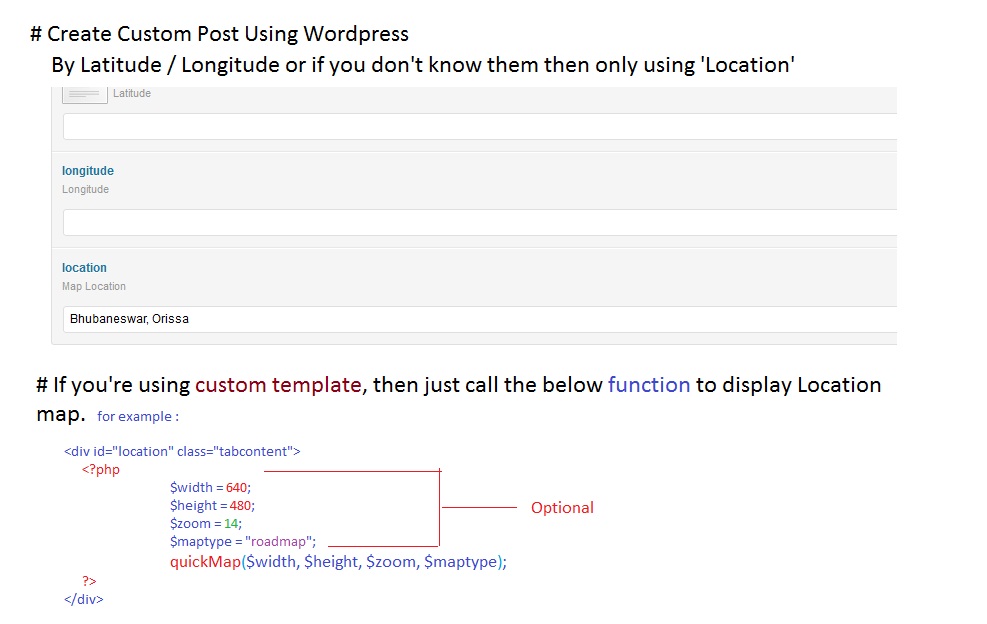 # Create Custom Post Using Wordpress
By Latitude / Longitude or if you don't know them then only using 'Location'
Latitude
longitude
Longitude
location
Map Location
Bhubaneswar, Orissa
# If you're using custom template, then just call the below function to display Location
map. for example :
<div id="location" class="tabcontent">
<?php
$width = 640;
$height = 480;
$zoom = 14;
$maptype = "roadmap";
Optional
quickMap($width, $height, $zoom, $maptype);
?>
</div>